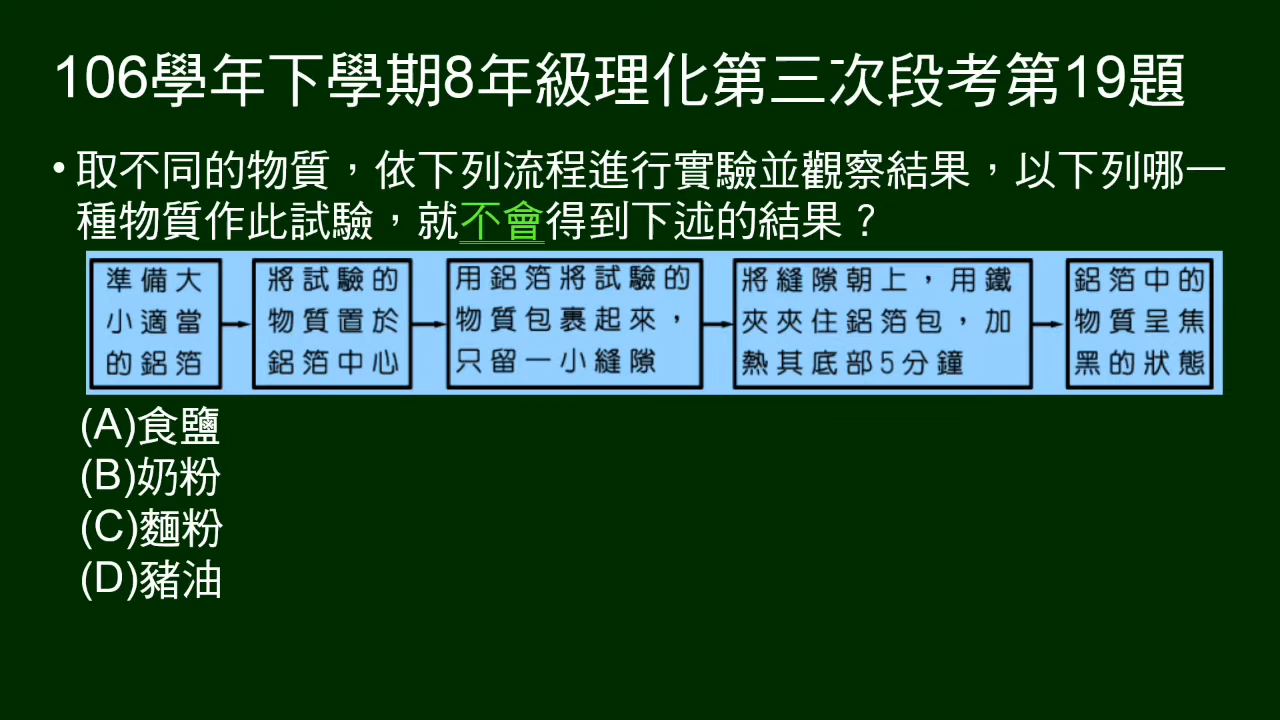 106學年下學期8年級理化第三次段考第19題
•取不同的物質，依下列流程進行實驗並觀察結果，以下列哪一
種物質作此試驗，就不會得到下述的結果？
準備大
小適當
的鋁箔
將試驗的
物質置於
鋁箔中心
用鋁箔將試驗的
物質包裹起來，
只留一小縫隙
將縫隙朝上，用鐵
夾夾住鋁箔包，加
熱其底部5分鐘
鋁箔中的
物質呈焦
黑的狀態
(A)食鹽
(B)奶粉
(C)麵粉
(D)豬油